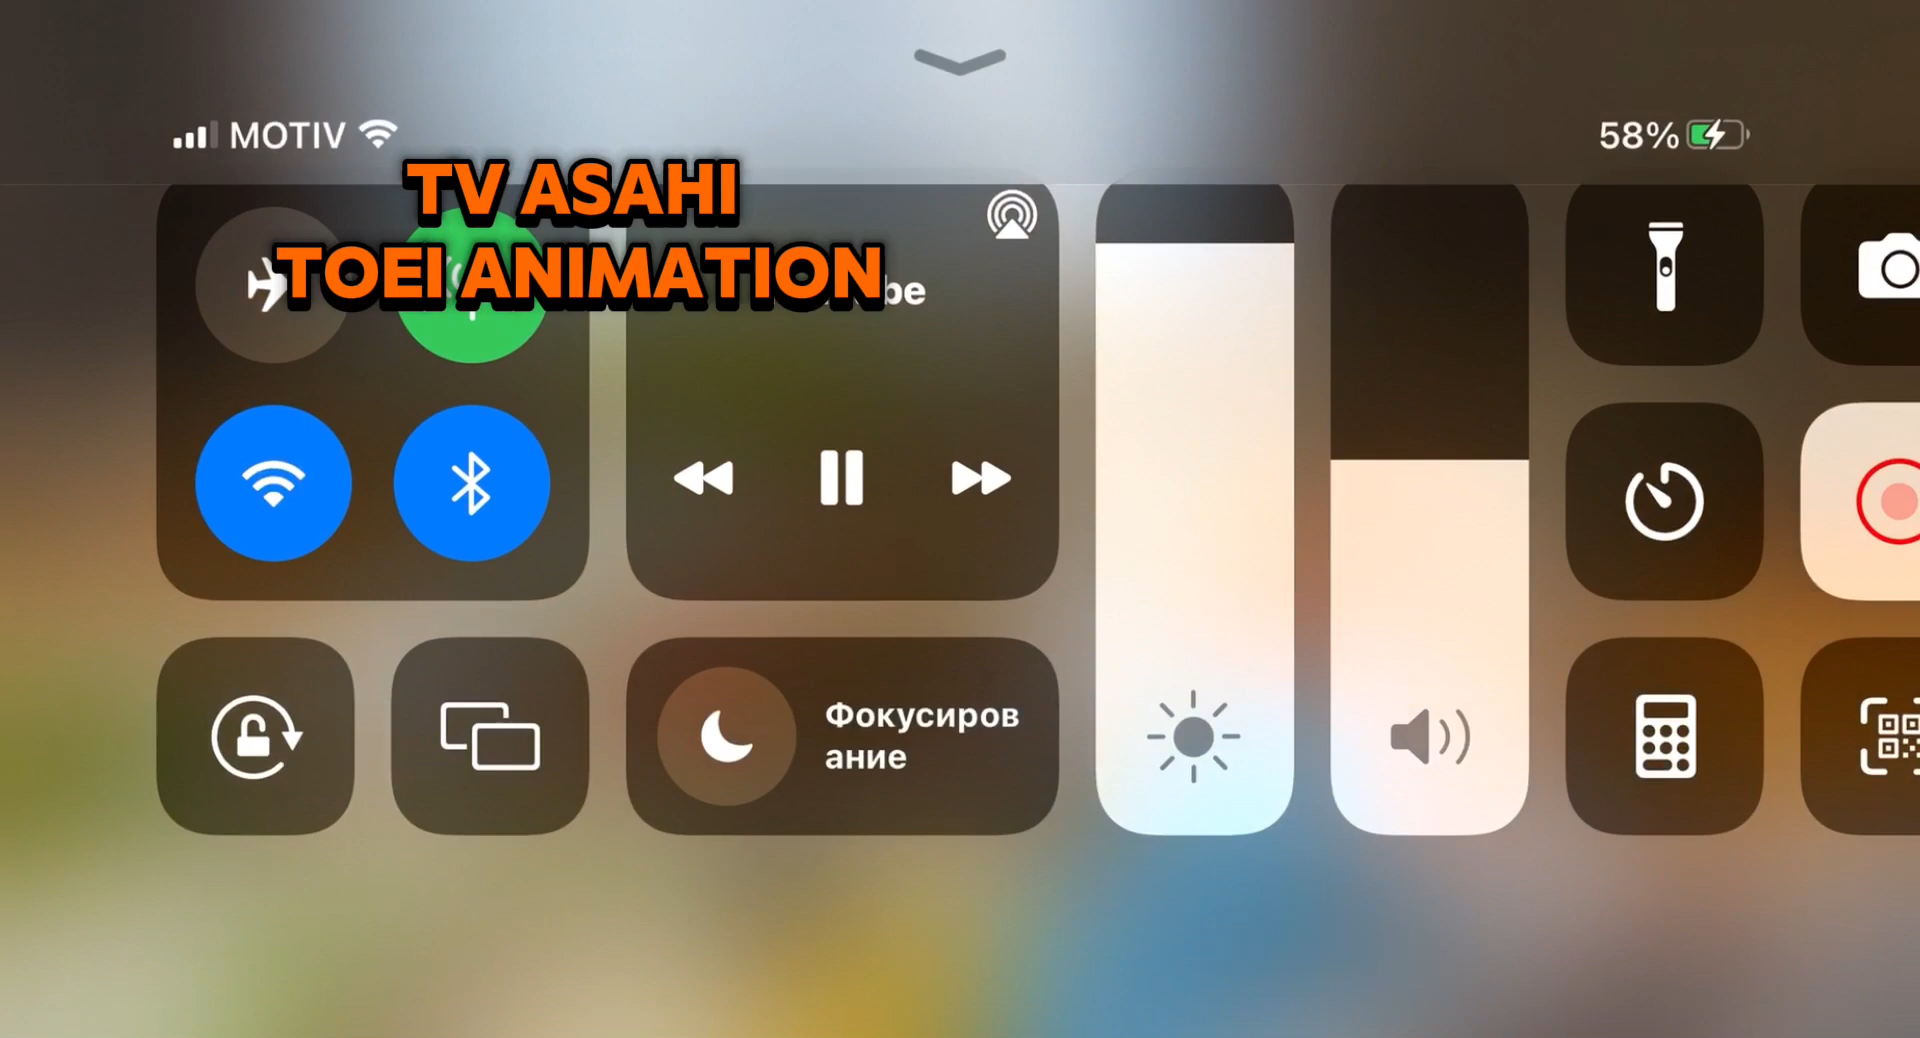 MOTIV
58%
TV ASAHI
TOEI ANIMATION
Фокусиров
ание